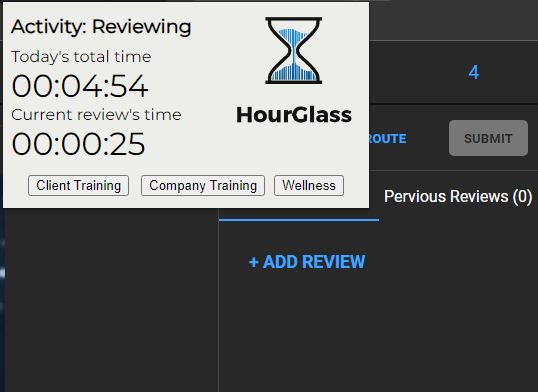 Activity: Reviewing
Today's total time
00:04:54
Current review's time
00:00:25
HourGlass
Client Training Company Training Wellness
4
SUBMIT
Pervious Reviews (0)
+ ADD REVIEW